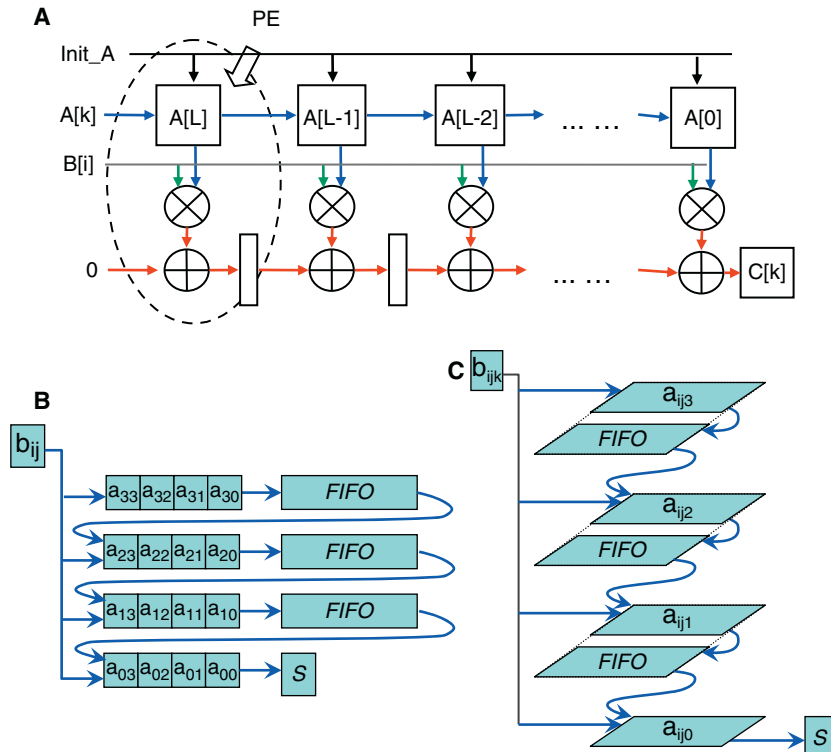 A
PE
Init_A
A[k]
A[L]
A[L-1]
A[L-2]
... ...
A[0]
B[i]
0
... ...
C[k]
B
b_ij
a_33 a_32 a_31 a_30
FIFO
a_23 a_22 a_21 a_20
FIFO
a_13 a_12 a_11 a_10
FIFO
a_03 a_02 a_01 a_00
S
C
b_ijk
a_ij3
FIFO
a_ij2
FIFO
a_ij1
FIFO
a_ij0
S